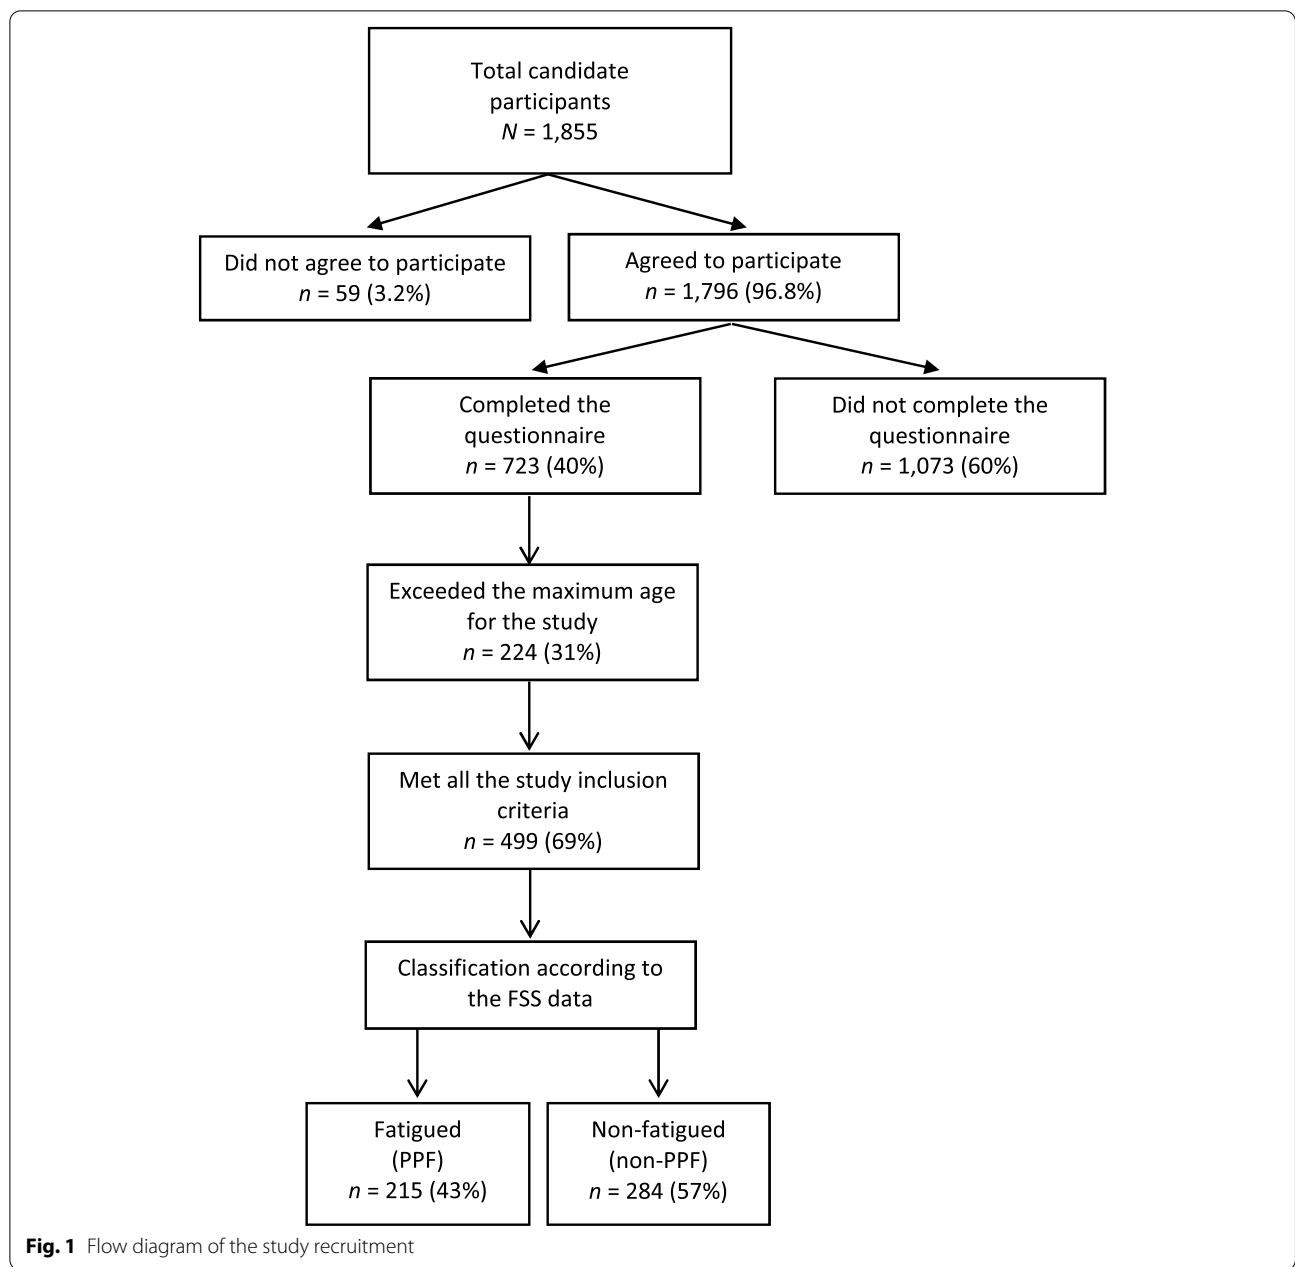 Total candidate
participants
N = 1,855
Did not agree to participate
n = 59 (3.2%)
Agreed to participate
n = 1,796 (96.8%)
Completed the
questionnaire
n = 723 (40%)
Did not complete the
questionnaire
n = 1,073 (60%)
Exceeded the maximum age
for the study
n = 224 (31%)
Met all the study inclusion
criteria
n = 499 (69%)
Classification according to
the FSS data
Fatigued
(PPF)
n = 215 (43%)
Non-fatigued
(non-PPF)
n = 284 (57%)
Fig. 1 Flow diagram of the study recruitment